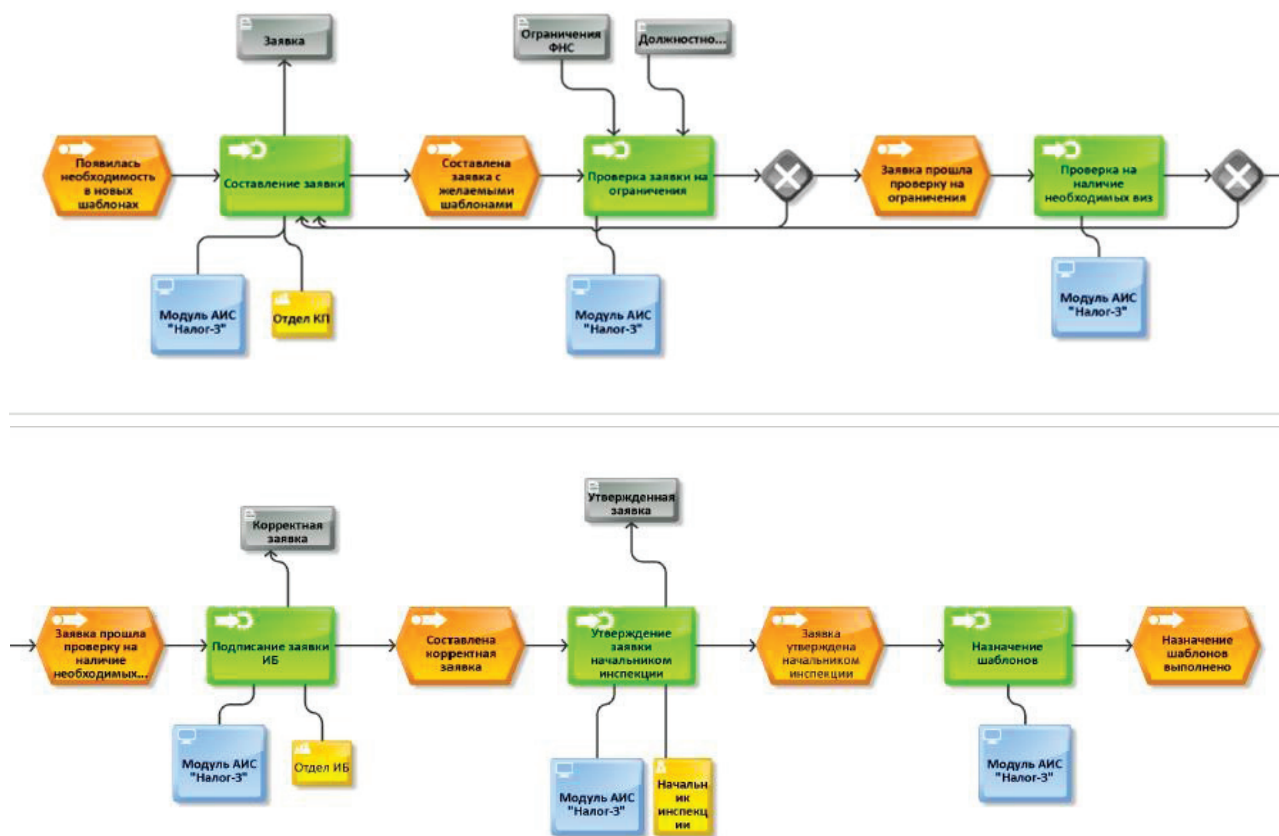 Заявка
Ограничения
ФНС
Должностно...
Появилась
необходимость
в новых
шаблонах
Составление заявки
Составлена
заявка с
желаемыми
шаблонами
Проверка заявки на
ограничения
Заявка прошла
проверку на
ограничения
Проверка на
наличие
необходимых виз
Модуль АИС
"Налог-3"
Отдел КП
Модуль АИС
"Налог-3"
Модуль АИС
"Налог-3"
Корректная
заявка
Утвержденная
заявка
Заявка прошла
проверку на
наличие
необходимых...
Подписание заявки
ИБ
Составлена
корректная
заявка
Утверждение
заявки
начальником
инспекции
Заявка
утверждена
начальником
инспекции
Назначение
шаблонов
Назначение
шаблонов
выполнено
Модуль АИС
"Налог-3"
Отдел ИБ
Модуль АИС
"Налог-3"
Начальн
ик
инспекц
ии
Модуль АИС
"Налог-3"